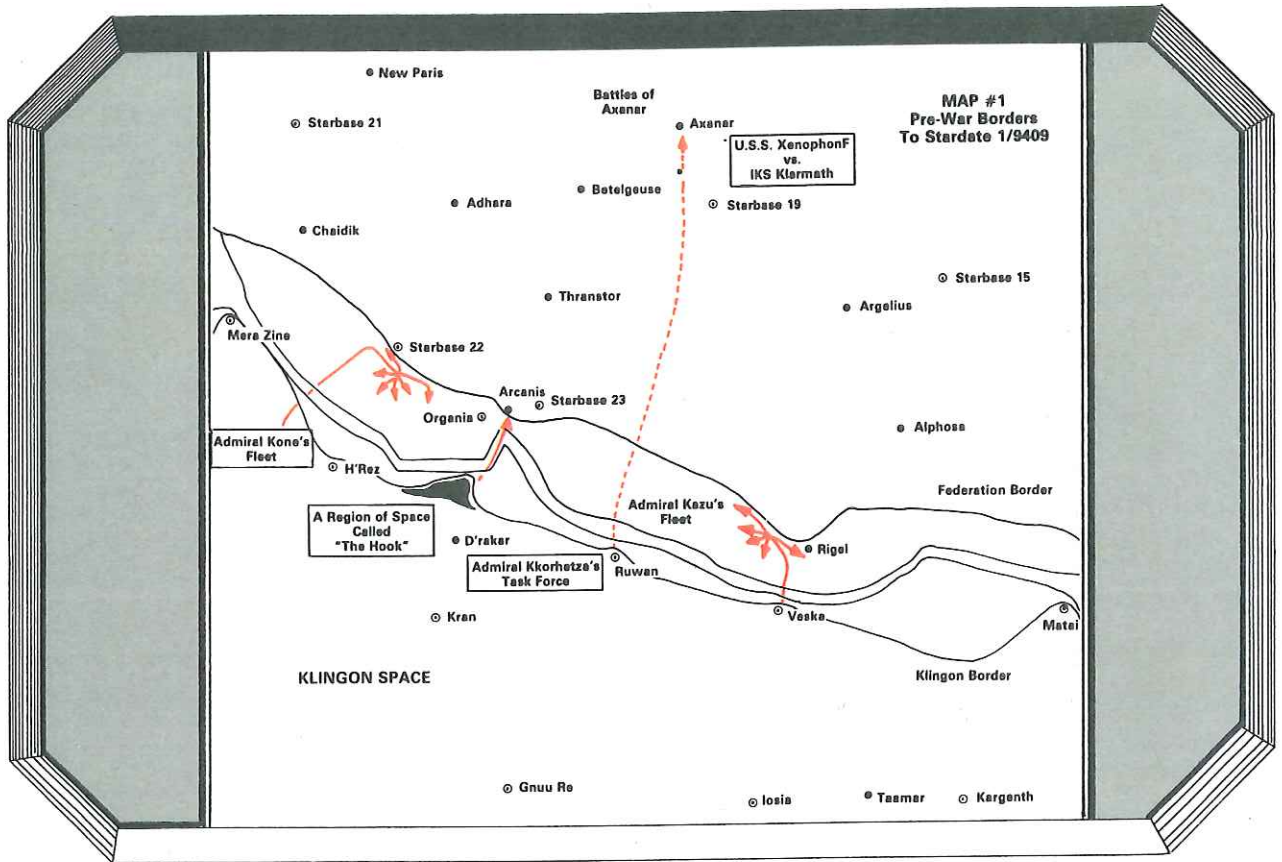 MAP #1
Pre-War Borders
To Stardate 1/9409
New Paris
Starbase 21
Battles of
Axanar
Axanar
U.S.S. XenophonF
vs.
IKS Klarmath
Betelgeuse
Adhara
Starbase 19
Chaidik
Starbase 15
Thranstor
Argelius
Mera Zine
Starbase 22
Arcanis
Starbase 23
Organia
Alphosa
Admiral Kone's
Fleet
H'Rez
Federation Border
Admiral Kazu's
Fleet
A Region of Space
Called
"The Hook"
D'rakar
Rigel
Admiral Kkorhetza's
Task Force
Ruwan
Kran
Veska
Matai
KLINGON SPACE
Klingon Border
Gnuu Re
Iosia
Taamar
Kargenth